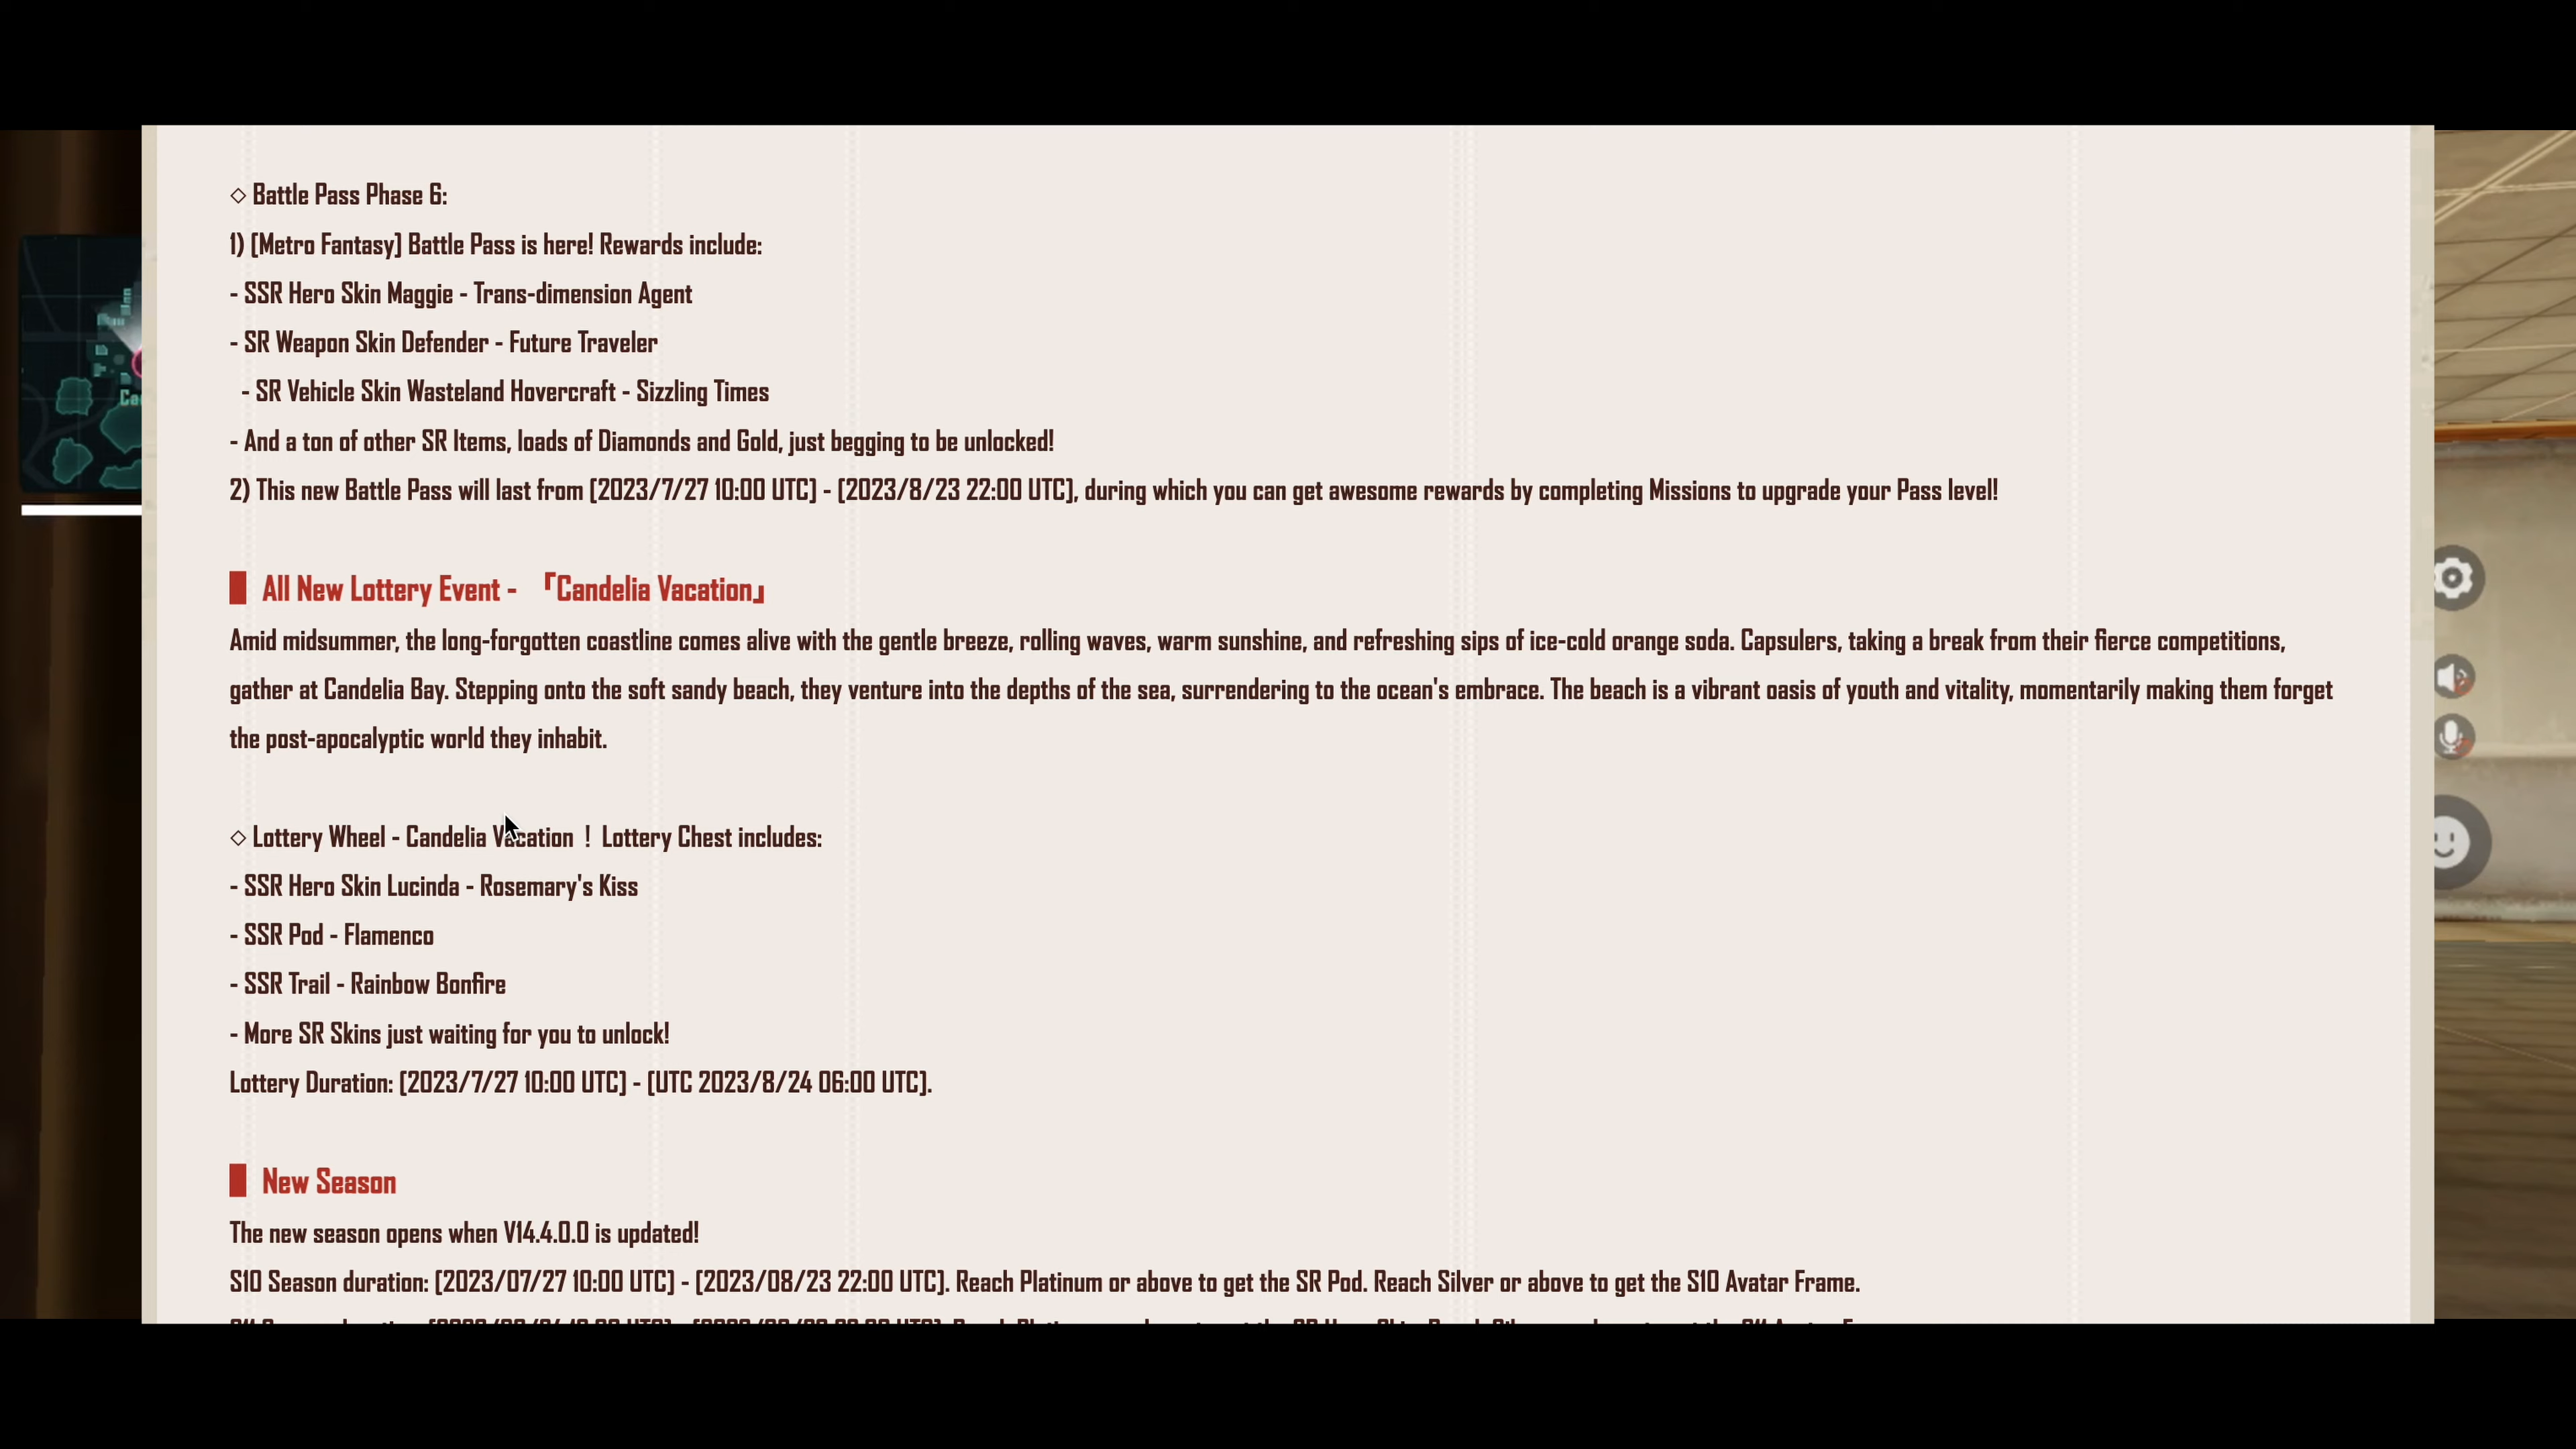 ◇ Battle Pass Phase 6:
1) [Metro Fantasy] Battle Pass is here! Rewards include:
- SSR Hero Skin Maggie - Trans-dimension Agent
- SR Weapon Skin Defender - Future Traveler
- SR Vehicle Skin Wasteland Hovercraft - Sizzling Times
- And a ton of other SR Items, loads of Diamonds and Gold, just begging to be unlocked!
2) This new Battle Pass will last from [2023/7/27 10:00 UTC] - [2023/8/23 22:00 UTC], during which you can get awesome rewards by completing Missions to upgrade your Pass level!
All New Lottery Event - 「Candelia Vacation」
Amid midsummer, the long-forgotten coastline comes alive with the gentle breeze, rolling waves, warm sunshine, and refreshing sips of ice-cold orange soda. Capsulers, taking a break from their fierce competitions,
gather at Candelia Bay. Stepping onto the soft sandy beach, they venture into the depths of the sea, surrendering to the ocean's embrace. The beach is a vibrant oasis of youth and vitality, momentarily making them forget
the post-apocalyptic world they inhabit.
◇ Lottery Wheel - Candelia Vacation ! Lottery Chest includes:
- SSR Hero Skin Lucinda - Rosemary's Kiss
- SSR Pod - Flamenco
- SSR Trail - Rainbow Bonfire
- More SR Skins just waiting for you to unlock!
Lottery Duration: [2023/7/27 10:00 UTC] - [UTC 2023/8/24 06:00 UTC].
New Season
The new season opens when V14.4.0.0 is updated!
S10 Season duration: [2023/07/27 10:00 UTC] - [2023/08/23 22:00 UTC]. Reach Platinum or above to get the SR Pod. Reach Silver or above to get the S10 Avatar Frame.